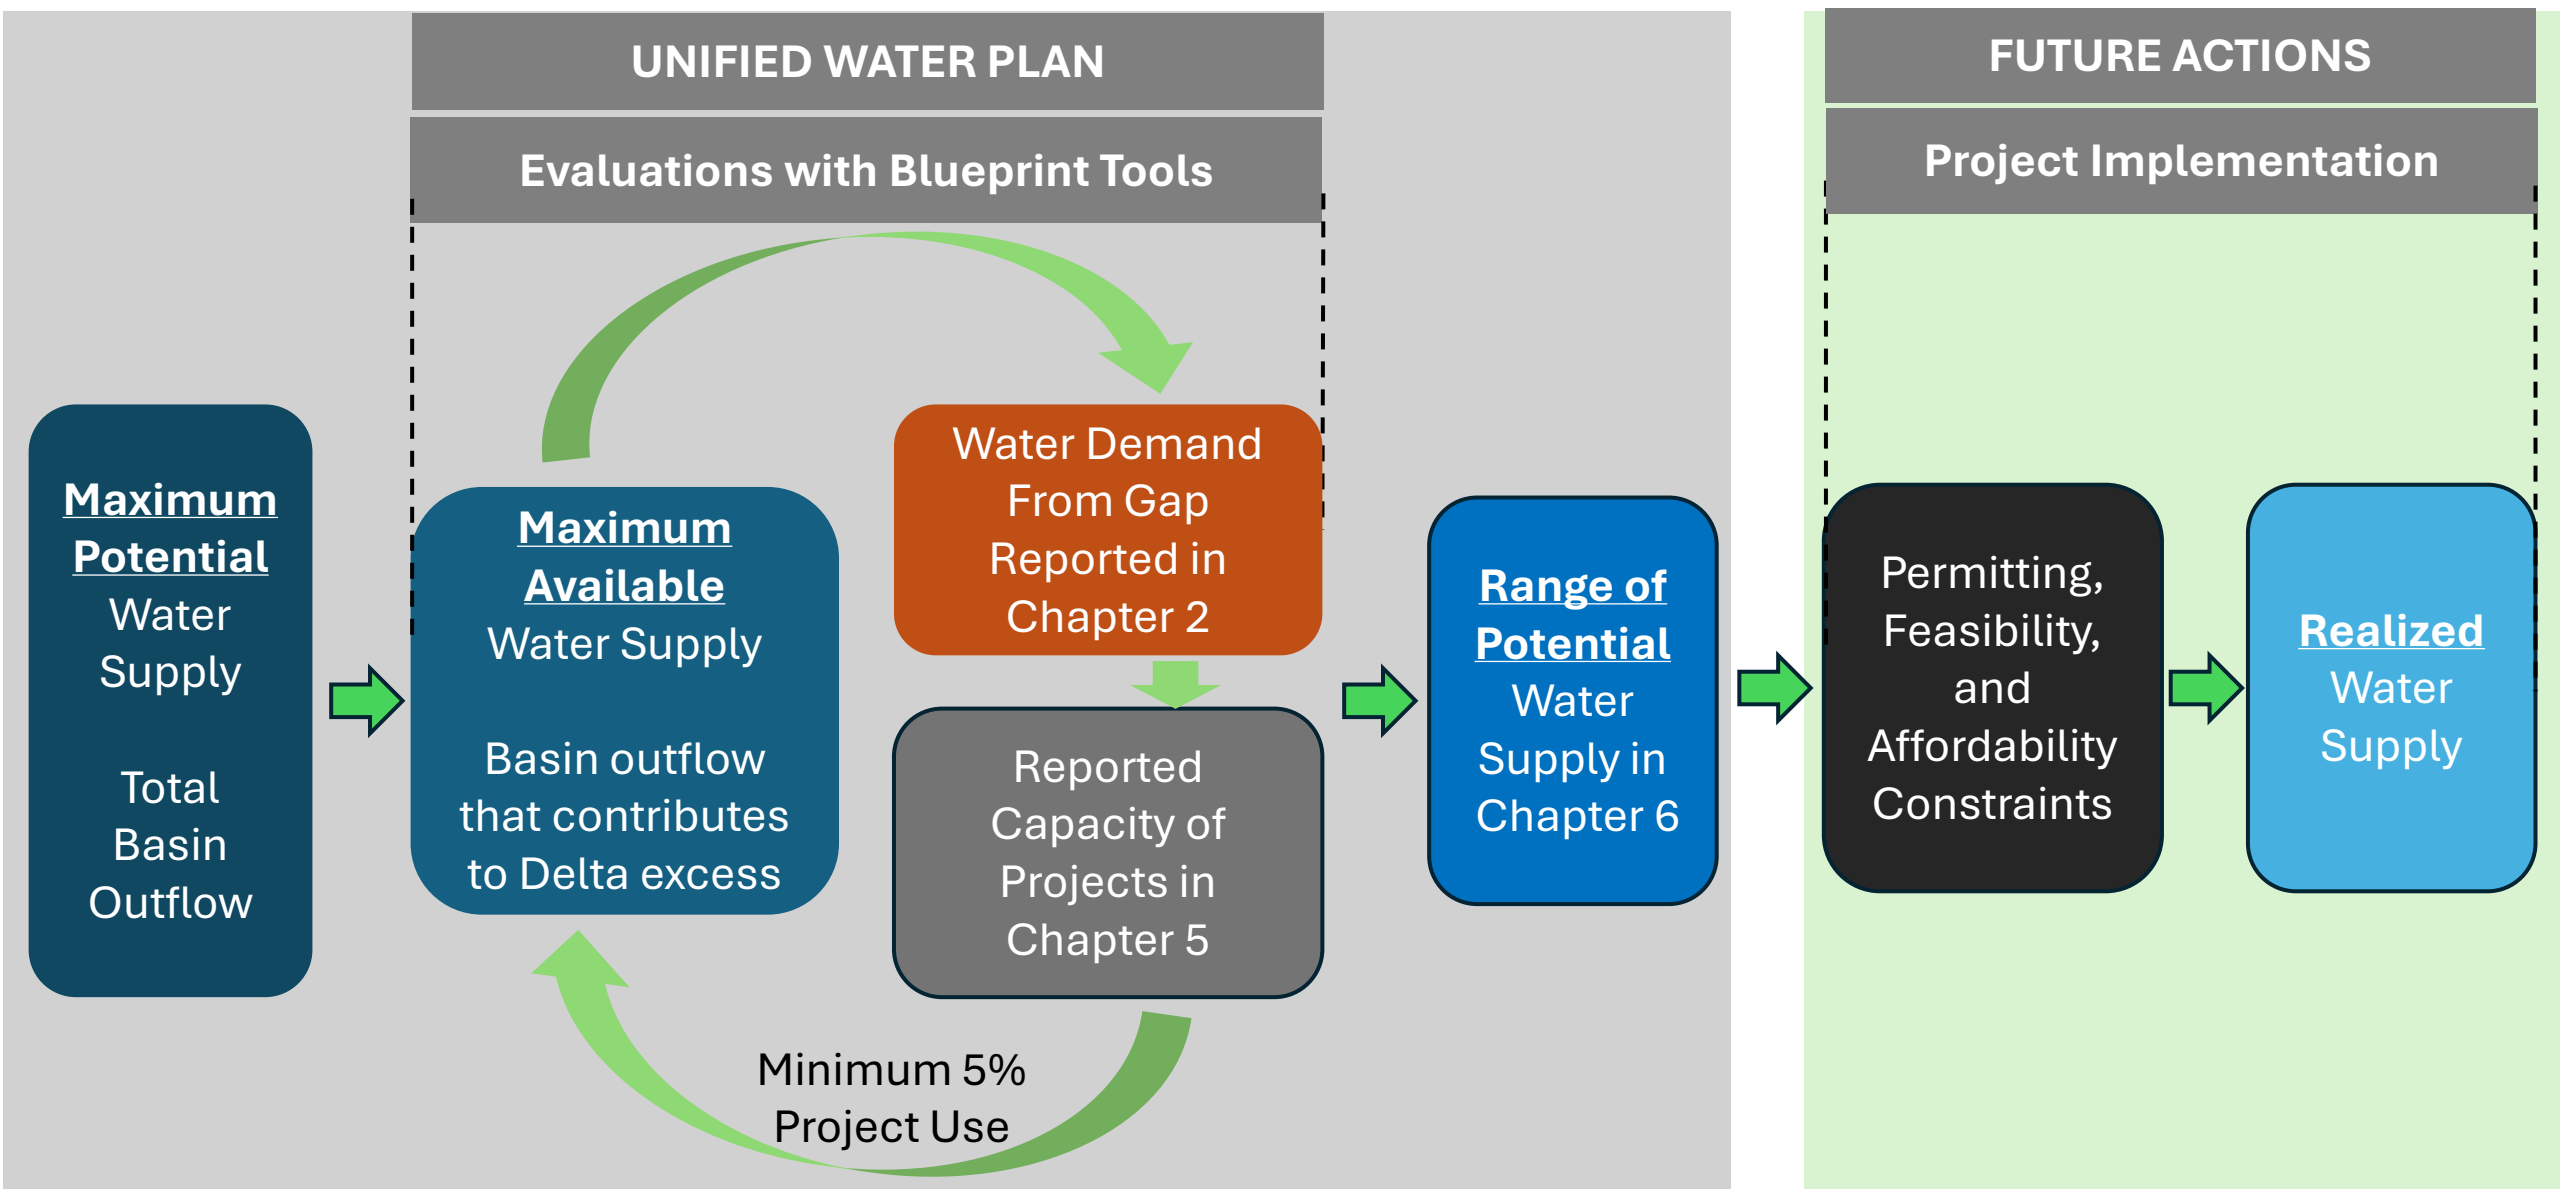 UNIFIED WATER PLAN
Evaluations with Blueprint Tools
FUTURE ACTIONS
Project Implementation
Maximum
Potential
Water
Supply
Total
Basin
Outflow
Maximum
Available
Water Supply
Basin outflow
that contributes
to Delta excess
Water Demand
From Gap
Reported in
Chapter 2
Reported
Capacity of
Projects in
Chapter 5
Minimum 5%
Project Use
Range of
Potential
Water
Supply in
Chapter 6
Permitting,
Feasibility,
and
Affordability
Constraints
Realized
Water
Supply